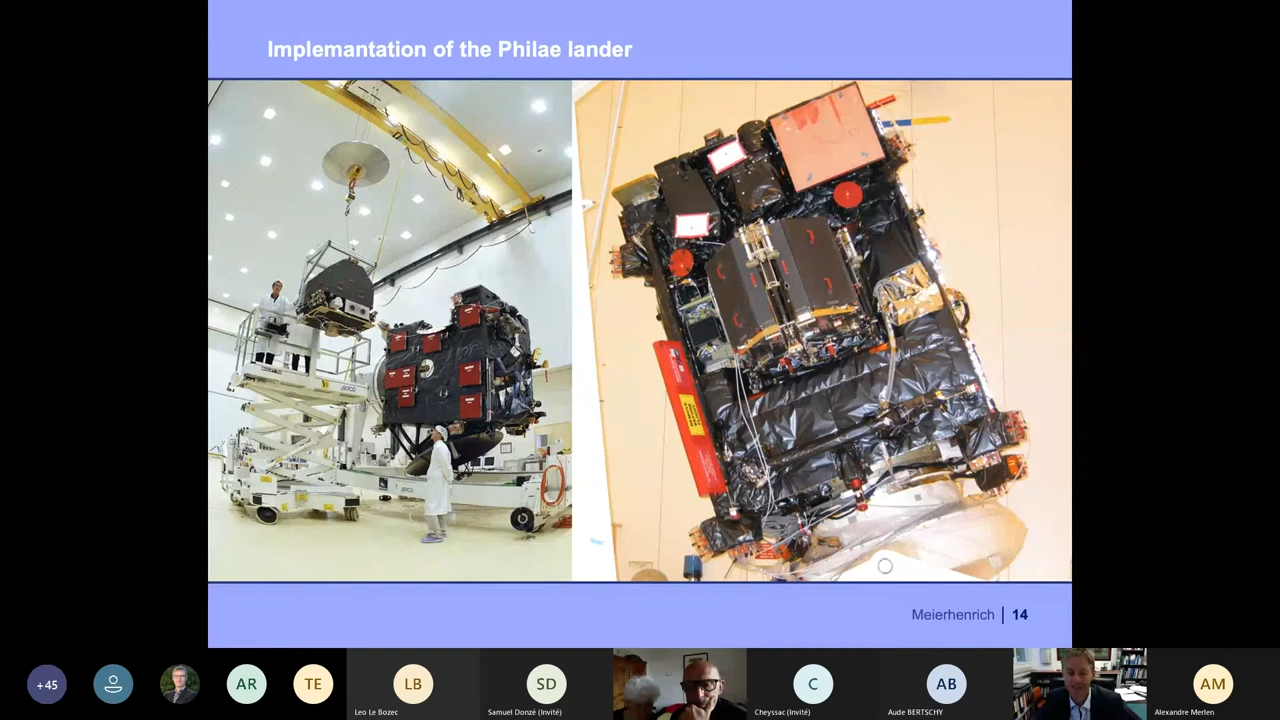 Implemantation of the Philae lander
Meierhenrich | 14
+45
AR
TE
LB
Leo Le Bozec
SD
Samuel Donzé (Invité)
C
Cheyssac (Invité)
AB
Aude BERTSCHY
AM
Alexandre Merlen